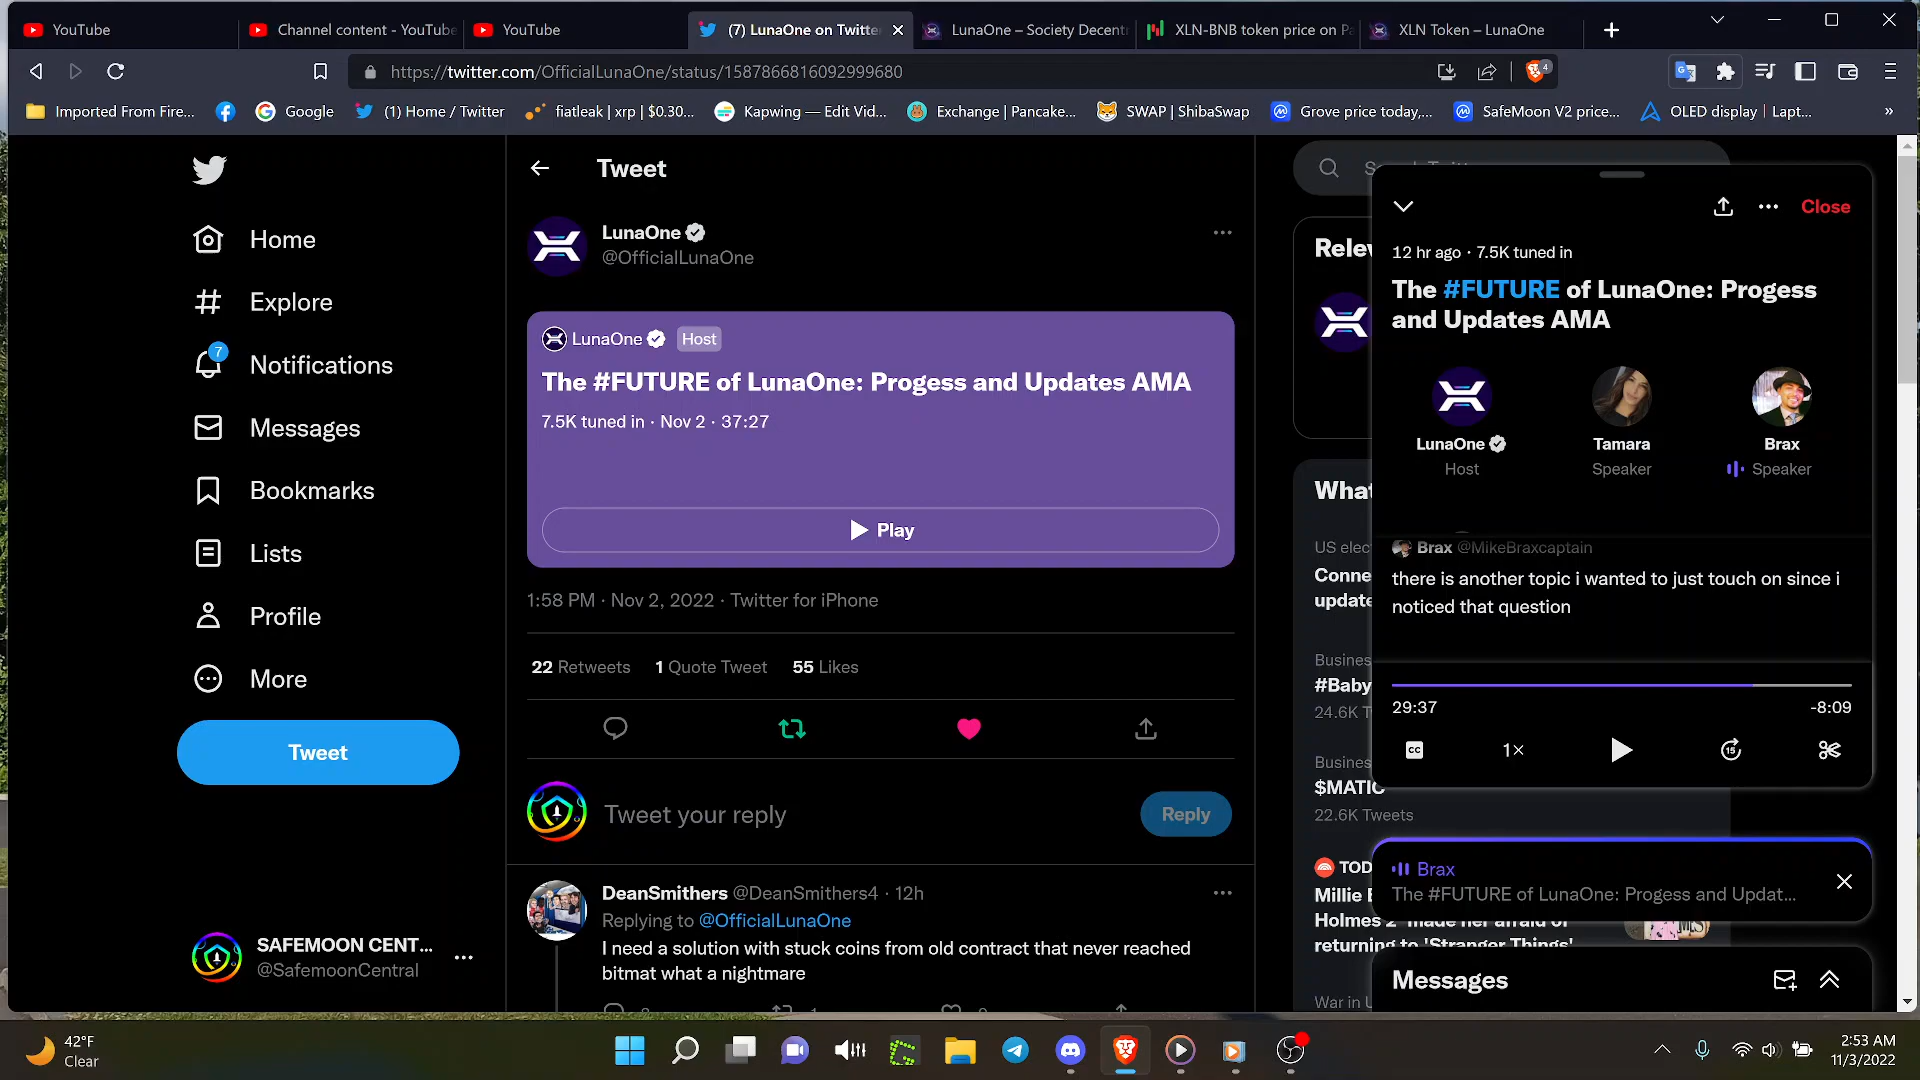 YouTube
Channel content - YouTube
YouTube
(7) LunaOne on Twitte
LunaOne – Society Decent
XLN-BNB token price on P
XLN Token – LunaOne
https://twitter.com/OfficialLunaOne/status/1587866816092999680
4
Imported From Fire...
Google
(1) Home / Twitter
fiatleak | xrp | $0.30...
Kapwing — Edit Vid...
Exchange | Pancake...
SWAP | ShibaSwap
Grove price today,...
SafeMoon V2 price...
OLED display | Lapt...
»
Home
Explore
7
Notifications
Messages
Bookmarks
Lists
Profile
More
Tweet
SAFEMOON CENT...
@SafemoonCentral
Tweet
LunaOne
@OfficialLunaOne
LunaOne Host
The #FUTURE of LunaOne: Progess and Updates AMA
7.5K tuned in · Nov 2 · 37:27
Play
1:58 PM · Nov 2, 2022 · Twitter for iPhone
22 Retweets 1 Quote Tweet 55 Likes
Tweet your reply
Reply
DeanSmithers @DeanSmithers4 · 12h
Replying to @OfficialLunaOne
I need a solution with stuck coins from old contract that never reached
bitmat what a nightmare
Relev
What
US elec
Conne
update
Busines
#Baby
24.6K T
Busines
$MATIC
22.6K Tweets
TOD
Millie B
Holmes 2' made her afraid of
returning to 'Stranger Things'
War in U
Close
12 hr ago · 7.5K tuned in
The #FUTURE of LunaOne: Progess
and Updates AMA
LunaOne
Host
Tamara
Speaker
Brax
Speaker
Brax @MikeBraxcaptain
there is another topic i wanted to just touch on since i
noticed that question
29:37
-8:09
CC
1×
15
Brax
The #FUTURE of LunaOne: Progess and Updat...
Messages
42°F
Clear
2:53 AM
11/3/2022